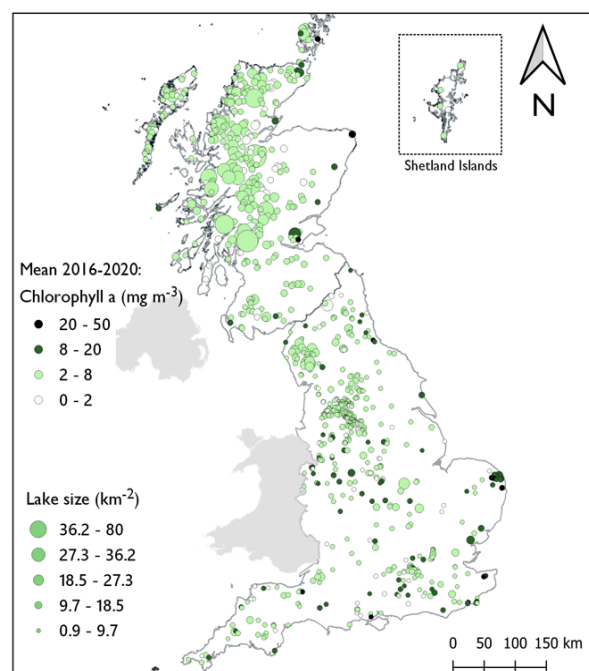 N
Shetland Islands
Mean 2016-2020:
Chlorophyll a (mg m-3)
20 - 50
8 - 20
2 - 8
0 - 2
Lake size (km-2)
36.2 - 80
27.3 - 36.2
18.5 - 27.3
9.7 - 18.5
0.9 - 9.7
0 50 100 150 km